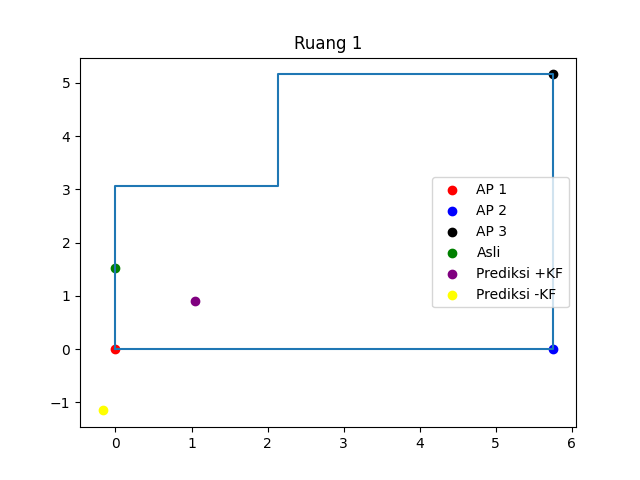 Ruang 1
5
4
3
2
1
0
−1
AP 1
AP 2
AP 3
Asli
Prediksi +KF
Prediksi -KF
0 1 2 3 4 5 6